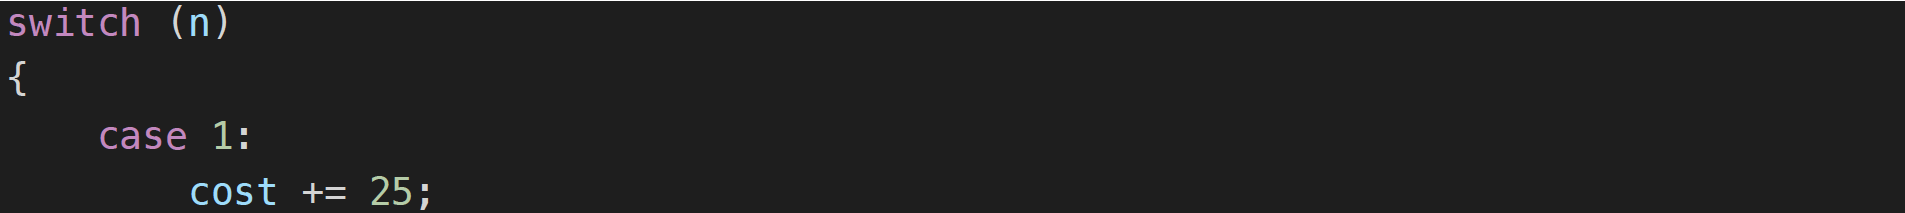 switch (n)
{
    case 1:
        cost += 25;